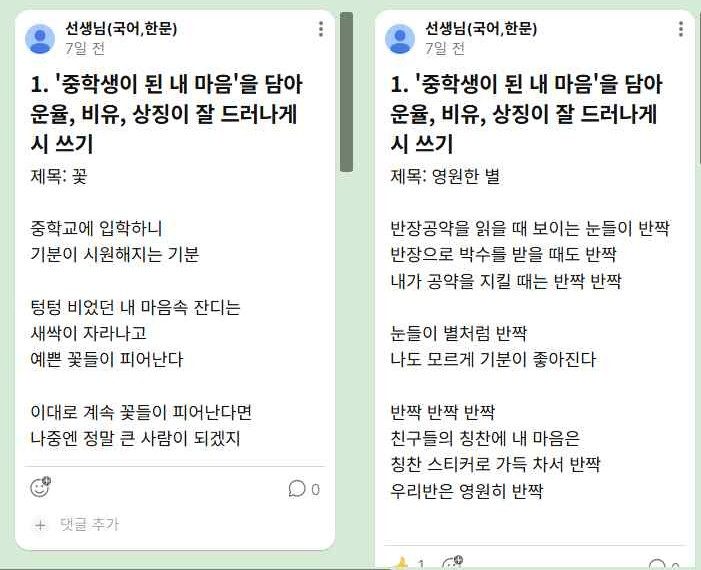 선생님(국어,한문)
7일 전
1. '중학생이 된 내 마음'을 담아
운율, 비유, 상징이 잘 드러나게
시 쓰기
제목: 꽃
중학교에 입학하니
기분이 시원해지는 기분
텅텅 비었던 내 마음속 잔디는
새싹이 자라나고
예쁜 꽃들이 피어난다
이대로 계속 꽃들이 피어난다면
나중엔 정말 큰 사람이 되겠지
0
+ 댓글 추가
선생님(국어,한문)
7일 전
1. '중학생이 된 내 마음'을 담아
운율, 비유, 상징이 잘 드러나게
시 쓰기
제목: 영원한 별
반장공약을 읽을 때 보이는 눈들이 반짝
반장으로 박수를 받을 때도 반짝
내가 공약을 지킬 때는 반짝 반짝
눈들이 별처럼 반짝
나도 모르게 기분이 좋아진다
반짝 반짝 반짝
친구들의 칭찬에 내 마음은
칭찬 스티커로 가득 차서 반짝
우리반은 영원히 반짝
1